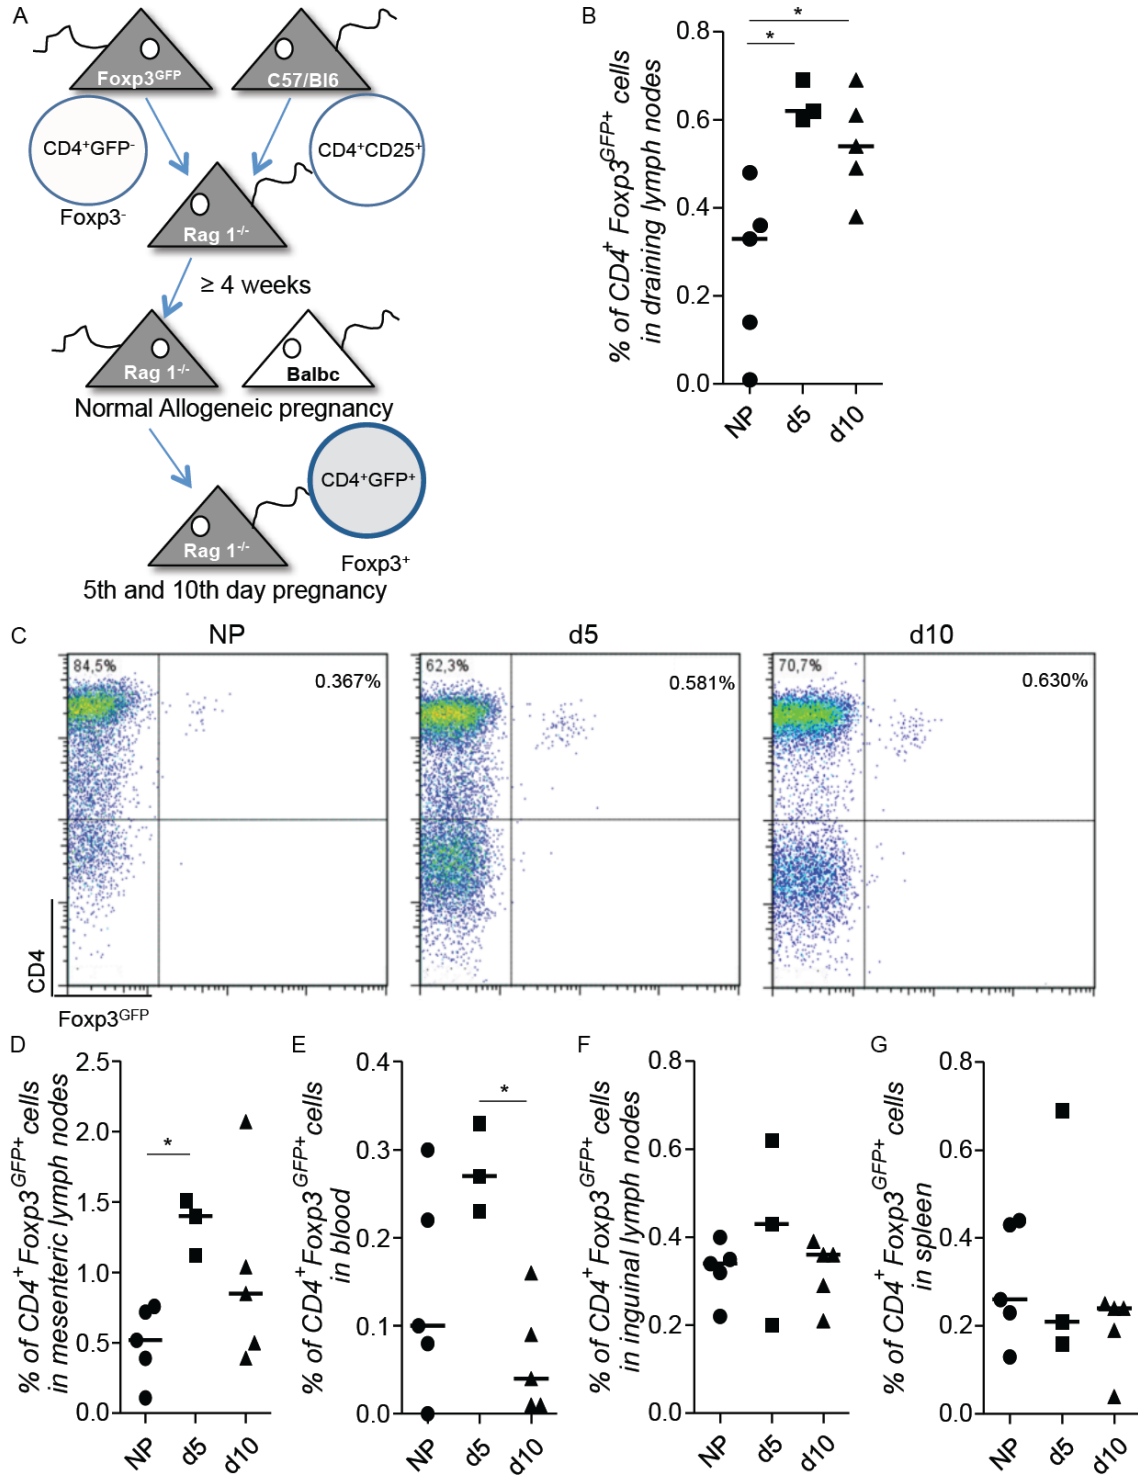 A
Foxp3GFP
C57/Bl6
CD4+GFP-
CD4+CD25+
Foxp3-
Rag 1-/-
≥ 4 weeks
Rag 1-/-
Balbc
Normal Allogeneic pregnancy
CD4+GFP+
Rag 1-/-
Foxp3+
5th and 10th day pregnancy
B
% of CD4+ Foxp3GFP+ cells
in draining lymph nodes
0.8
0.6
0.4
0.2
0.0
*
*
NP
d5
d10
C
NP
d5
d10
84,5%
0.367%
62,3%
0.581%
70,7%
0.630%
CD4
Foxp3GFP
D
% of CD4+ Foxp3GFP+ cells
in mesenteric lymph nodes
2.5
2.0
1.5
1.0
0.5
0.0
*
NP
d5
d10
E
% of CD4+ Foxp3GFP+ cells
in blood
0.4
0.3
0.2
0.1
0.0
*
NP
d5
d10
F
% of CD4+ Foxp3GFP+ cells
in inguinal lymph nodes
0.8
0.6
0.4
0.2
0.0
NP
d5
d10
G
% of CD4+ Foxp3GFP+ cells
in spleen
0.8
0.6
0.4
0.2
0.0
NP
d5
d10